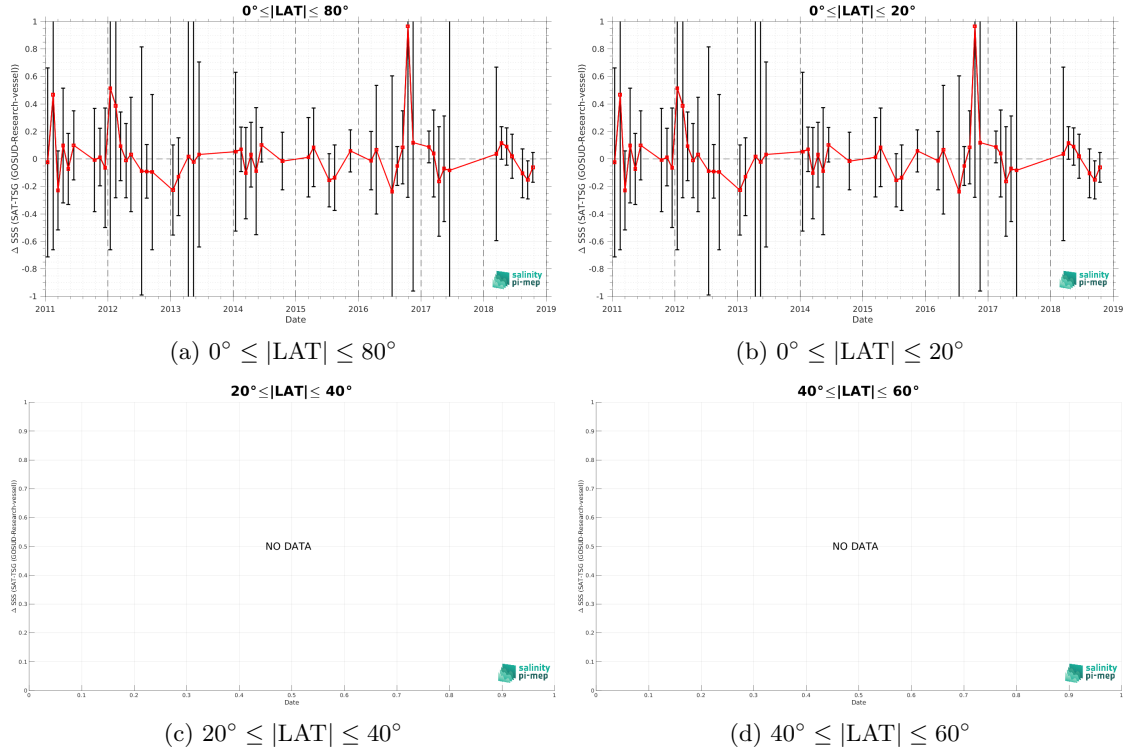 0°≤|LAT|≤ 80°
Δ SSS (SAT-TSG (GOSUD-Research-vessel))
1
0.8
0.6
0.4
0.2
0
-0.2
-0.4
-0.6
-0.8
-1
2011 2012 2013 2014 2015 2016 2017 2018 2019
Date
salinity
pi-mep
(a) 0° ≤ |LAT| ≤ 80°
0°≤|LAT|≤ 20°
Δ SSS (SAT-TSG (GOSUD-Research-vessel))
1
0.8
0.6
0.4
0.2
0
-0.2
-0.4
-0.6
-0.8
-1
2011 2012 2013 2014 2015 2016 2017 2018 2019
Date
salinity
pi-mep
(b) 0° ≤ |LAT| ≤ 20°
20°≤|LAT|≤ 40°
Δ SSS (SAT-TSG (GOSUD-Research-vessel))
1
0.9
0.8
0.7
0.6
0.5
0.4
0.3
0.2
0.1
0
NO DATA
0 0.1 0.2 0.3 0.4 0.5 0.6 0.7 0.8 0.9 1
Date
salinity
pi-mep
(c) 20° ≤ |LAT| ≤ 40°
40°≤|LAT|≤ 60°
Δ SSS (SAT-TSG (GOSUD-Research-vessel))
1
0.9
0.8
0.7
0.6
0.5
0.4
0.3
0.2
0.1
0
NO DATA
0 0.1 0.2 0.3 0.4 0.5 0.6 0.7 0.8 0.9 1
Date
salinity
pi-mep
(d) 40° ≤ |LAT| ≤ 60°